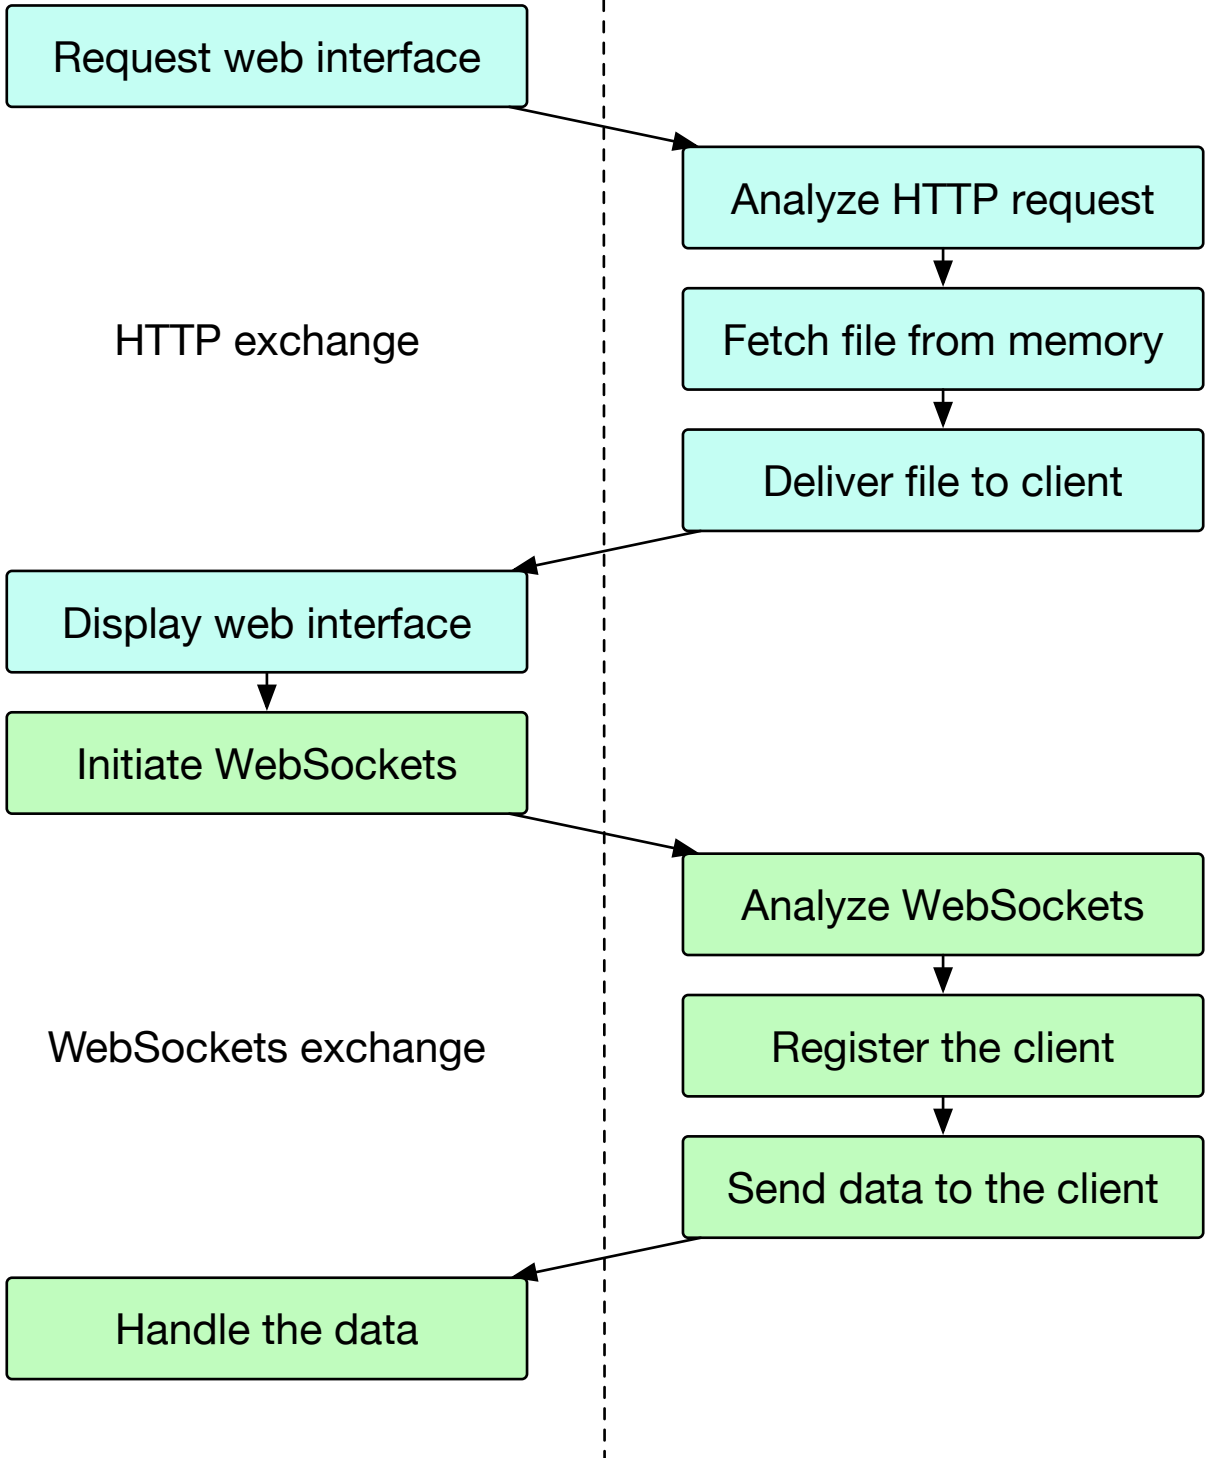 Request web interface
Analyze HTTP request
HTTP exchange
Fetch file from memory
Deliver file to client
Display web interface
Initiate WebSockets
Analyze WebSockets
WebSockets exchange
Register the client
Send data to the client
Handle the data